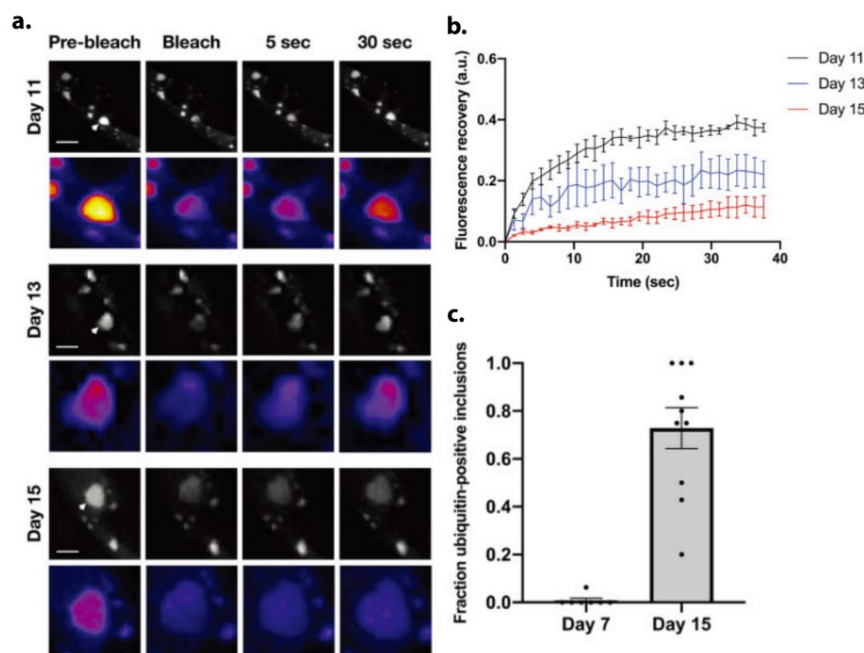 a.
Pre-bleach Bleach 5 sec 30 sec
Day 11
Day 13
Day 15
b.
Fluorescence recovery (a.u.)
0.6
0.4
0.2
0.0
0 10 20 30 40
Time (sec)
Day 11
Day 13
Day 15
c.
Fraction ubiquitin-positive inclusions
1.0
0.8
0.6
0.4
0.2
0.0
Day 7 Day 15